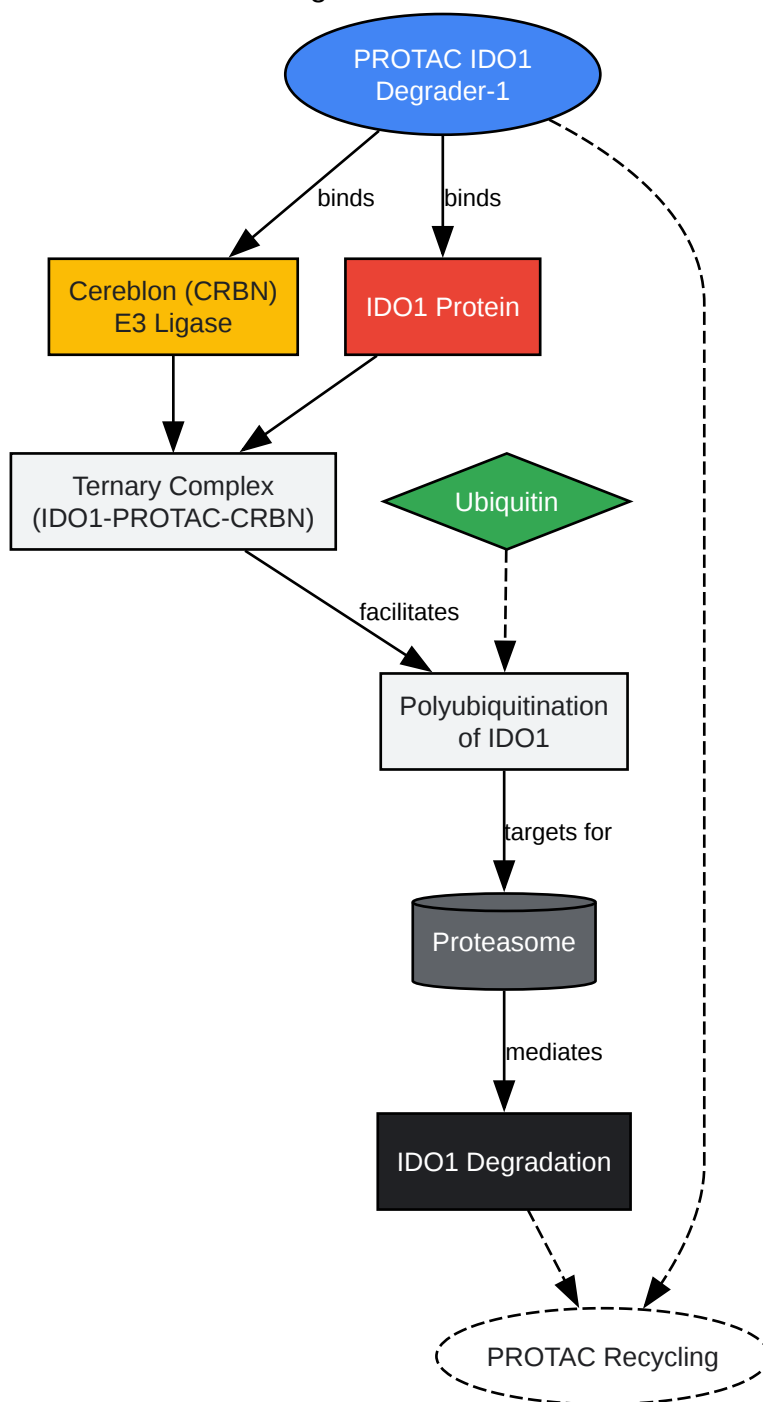 PROTAC IDO1
Degrader-1
binds
binds
Cereblon (CRBN)
E3 Ligase
IDO1 Protein
Ternary Complex
(IDO1-PROTAC-CRBN)
Ubiquitin
facilitates
Polyubiquitination
of IDO1
targets for
Proteasome
mediates
IDO1 Degradation
PROTAC Recycling